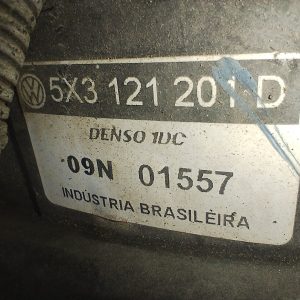 5X3 121 201 D
DENSO 1DC
09N 01557
INDÚSTRIA BRASILEIRA